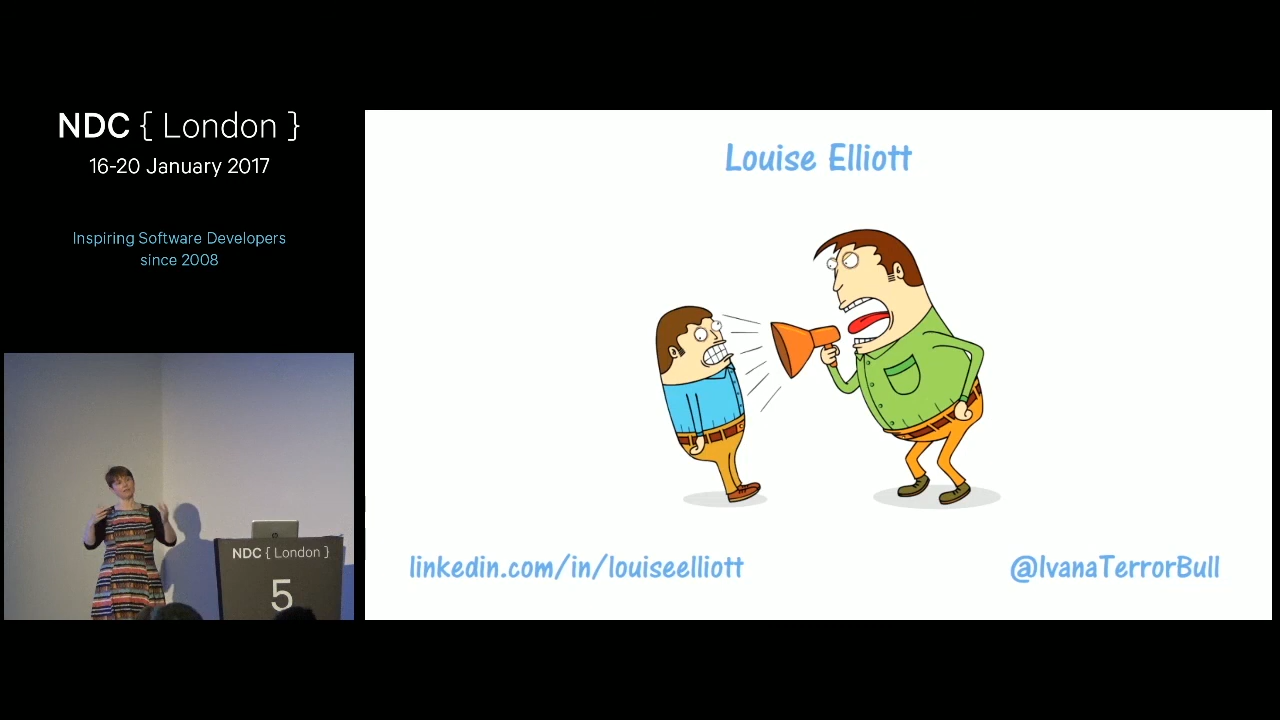 NDC { London }
16-20 January 2017
Inspiring Software Developers
since 2008
Louise Elliott
linkedin.com/in/louiseelliott
@IvanaTerrorBull
NDC { London }
5